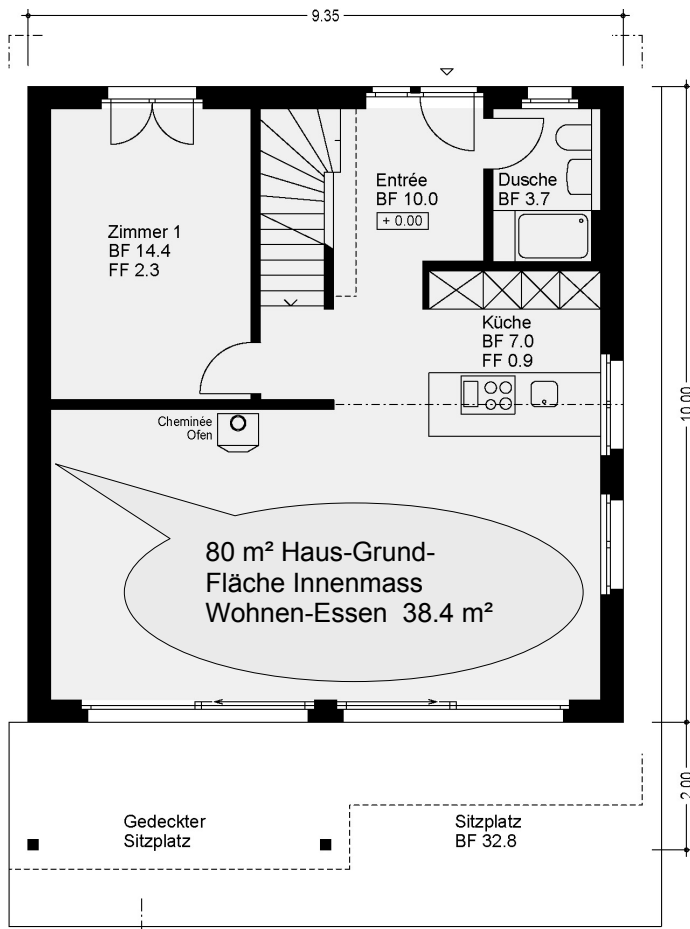 9.35
Entrée
BF 10.0
+ 0.00
Dusche
BF 3.7
Zimmer 1
BF 14.4
FF 2.3
Küche
BF 7.0
FF 0.9
10.00
Cheminée
Ofen
80 m² Haus-Grund-
Fläche Innenmass
Wohnen-Essen 38.4 m²
2.00
Gedeckter
Sitzplatz
Sitzplatz
BF 32.8